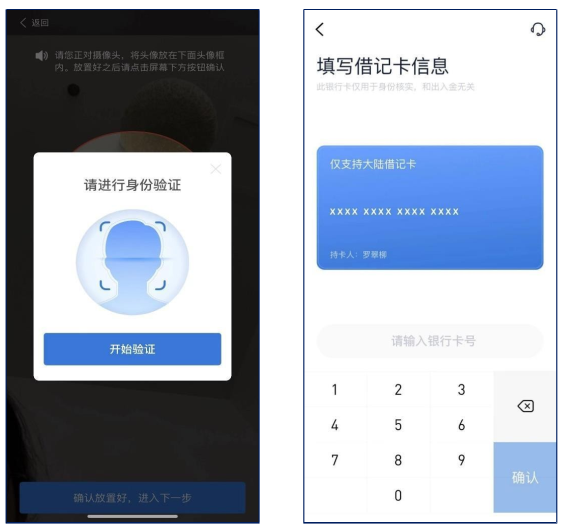 返回
请您正对摄像头，将头像放在下面头像框
内。放置好之后请点击屏幕下方按钮确认
请进行身份验证
开始验证
确认放置好，进入下一步
填写借记卡信息
此银行卡仅用于身份核实，和出入金无关
仅支持大陆借记卡
XXXX XXXX XXXX XXXX
持卡人：罗翠榕
请输入银行卡号
1 2 3
4 5 6
7 8 9
确认
0